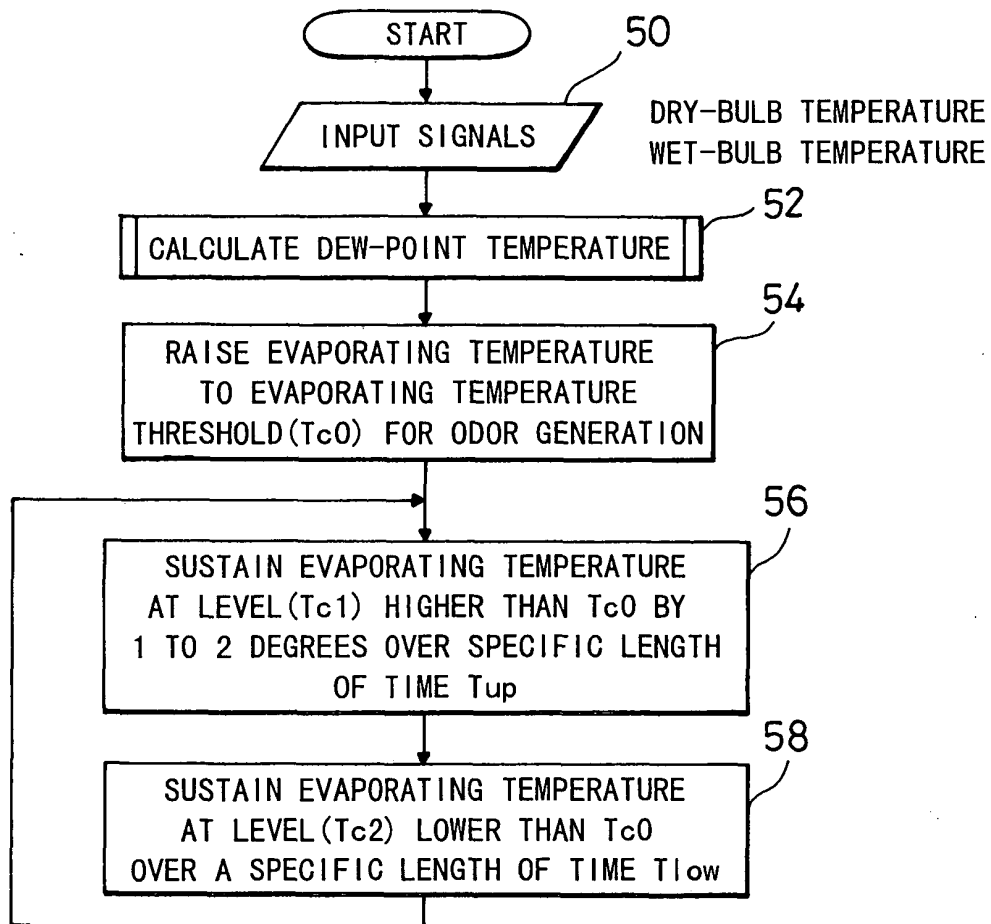 START
50
INPUT SIGNALS
DRY-BULB TEMPERATURE
WET-BULB TEMPERATURE
52
CALCULATE DEW-POINT TEMPERATURE
54
RAISE EVAPORATING TEMPERATURE
TO EVAPORATING TEMPERATURE
THRESHOLD(Tc0) FOR ODOR GENERATION
56
SUSTAIN EVAPORATING TEMPERATURE
AT LEVEL(Tc1) HIGHER THAN Tc0 BY
1 TO 2 DEGREES OVER SPECIFIC LENGTH
OF TIME Tup
58
SUSTAIN EVAPORATING TEMPERATURE
AT LEVEL(Tc2) LOWER THAN Tc0
OVER A SPECIFIC LENGTH OF TIME Tlow